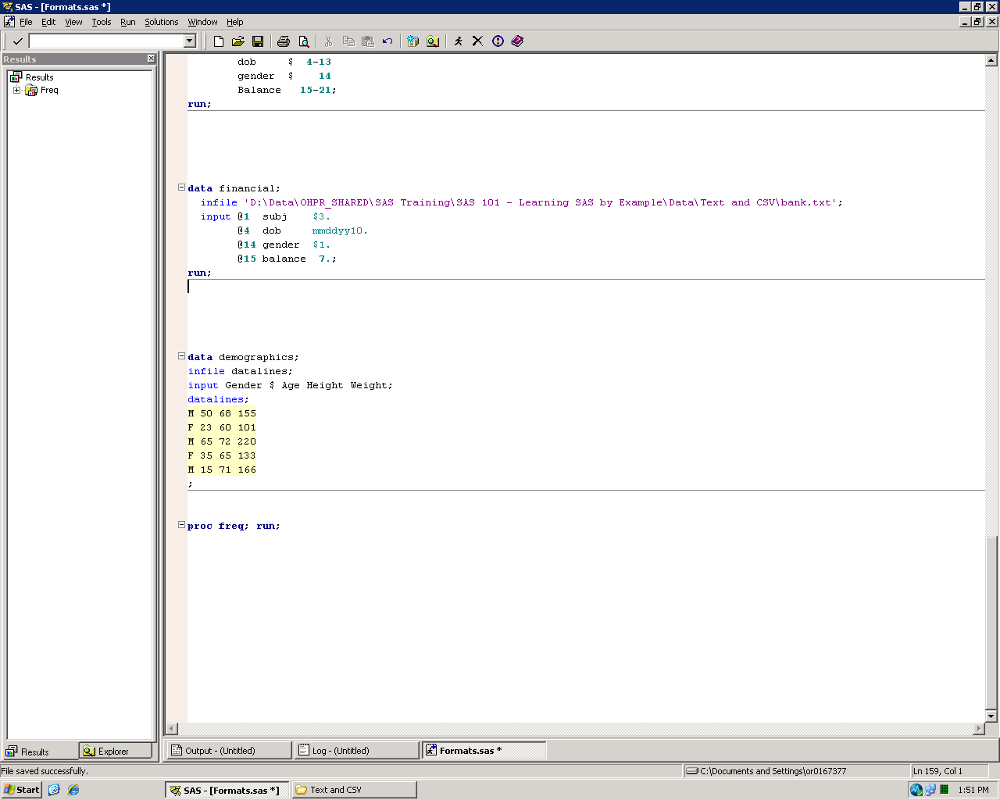 SAS - [Formats.sas *]
File Edit View Tools Run Solutions Window Help
Results
Results
Freq
dob $ 4-13
gender $ 14
Balance 15-21;
run;
data financial;
infile 'D:\Data\OHPR_SHARED\SAS Training\SAS 101 - Learning SAS by Example\Data\Text and CSV\bank.txt';
input @1 subj $3.
@4 dob mmddyy10.
@14 gender $1.
@15 balance 7.;
run;
data demographics;
infile datalines;
input Gender $ Age Height Weight;
datalines;
M 50 68 155
F 23 60 101
M 65 72 220
F 35 65 133
M 15 71 166
;
proc freq; run;
Results Explorer Output - (Untitled) Log - (Untitled) Formats.sas *
File saved successfully. C:\Documents and Settings\or0167377 Ln 159, Col 1
Start SAS - [Formats.sas *] Text and CSV 1:51 PM